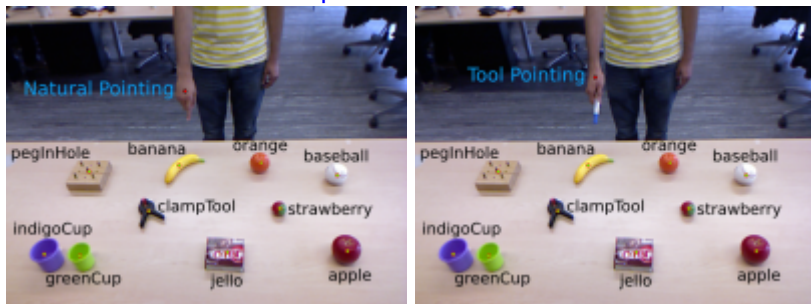 Natural Pointing
pegInHole
banana
orange
baseball
clampTool
strawberry
indigoCup
greenCup
jello
apple
Tool Pointing
pegInHole
banana
orange
baseball
clampTool
strawberry
indigoCup
greenCup
jello
apple